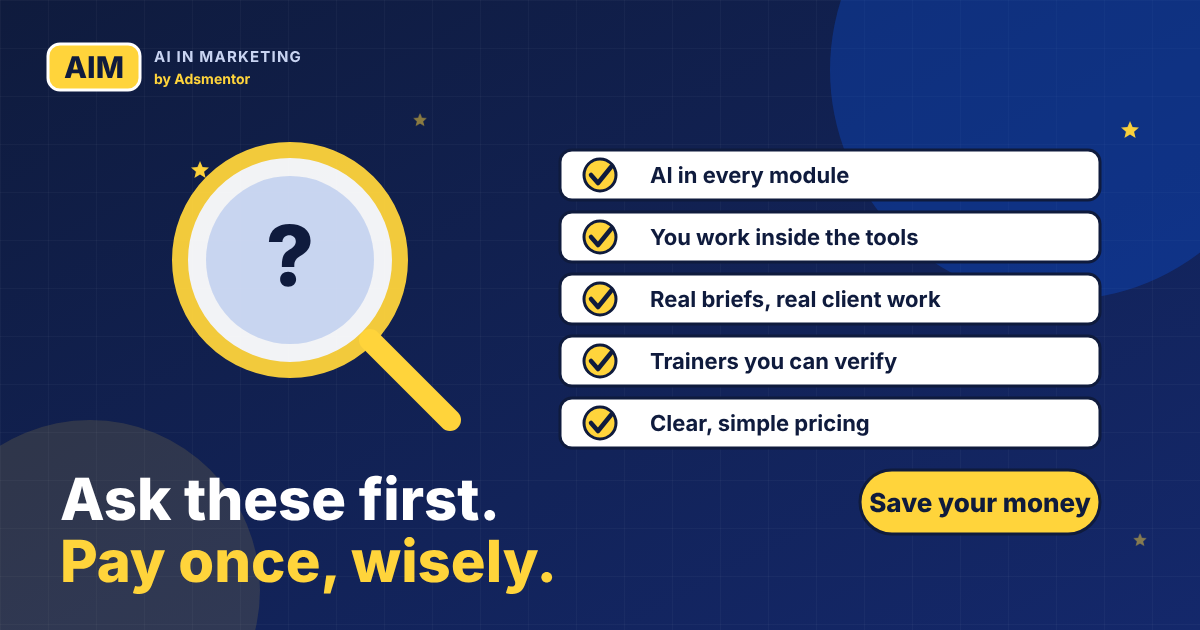 AIM
AI IN MARKETING
by Adsmentor
?
AI in every module
You work inside the tools
Real briefs, real client work
Trainers you can verify
Clear, simple pricing
Save your money
Ask these first.
Pay once, wisely.